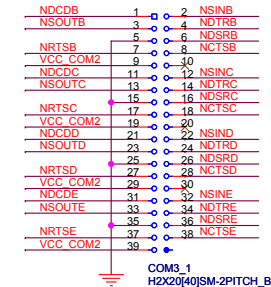 NDCDB 1 2 NSINB
NSOUTB 3 4 NDTRB
5 6 NDSRB
NRTSB 7 8 NCTSB
VCC_COM2 9 10
NDCDC 11 12 NSINC
NSOUTC 13 14 NDTRC
15 16 NDSRC
NRTSC 17 18 NCTSC
VCC_COM2 19 20
NDCDD 21 22 NSIND
NSOUTD 23 24 NDTRD
25 26 NDSRD
NRTSD 27 28 NCTSD
VCC_COM2 29 30
NDCDE 31 32 NSINE
NSOUTE 33 34 NDTRE
35 36 NDSRE
NRTSE 37 38 NCTSE
VCC_COM2 39
COM3_1
H2X20[40]SM-2PITCH_B